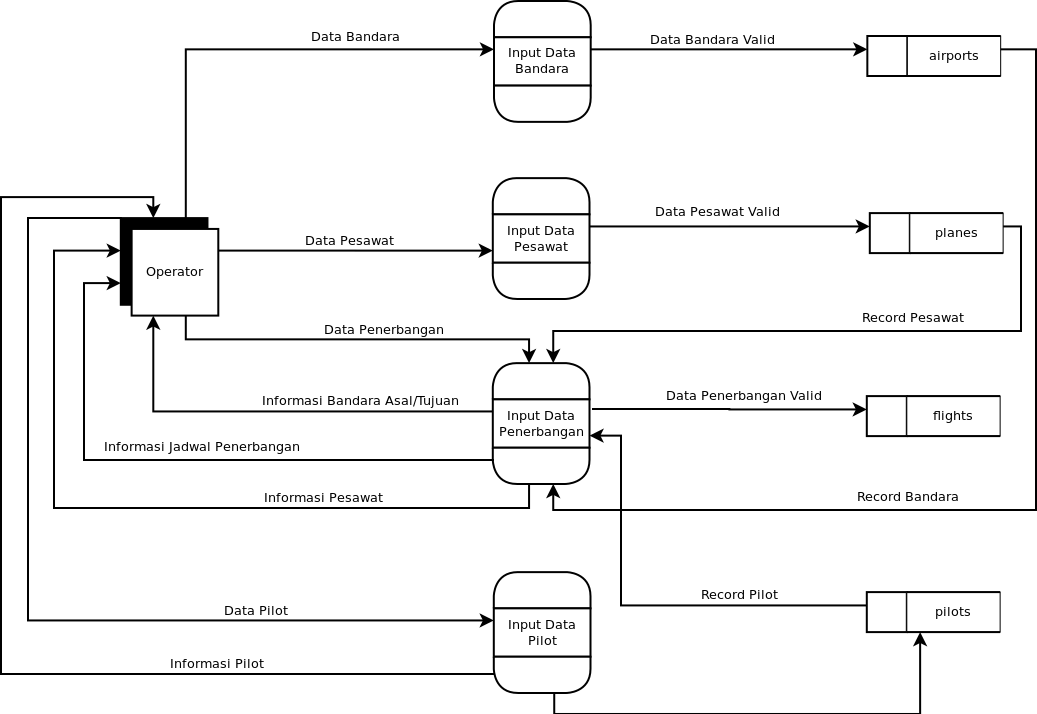 Data Bandara
Input Data
Bandara
Data Bandara Valid
airports
Operator
Data Pesawat
Input Data
Pesawat
Data Pesawat Valid
planes
Record Pesawat
Data Penerbangan
Informasi Bandara Asal/Tujuan
Input Data
Penerbangan
Data Penerbangan Valid
flights
Informasi Jadwal Penerbangan
Informasi Pesawat
Record Bandara
Record Pilot
pilots
Data Pilot
Input Data
Pilot
Informasi Pilot